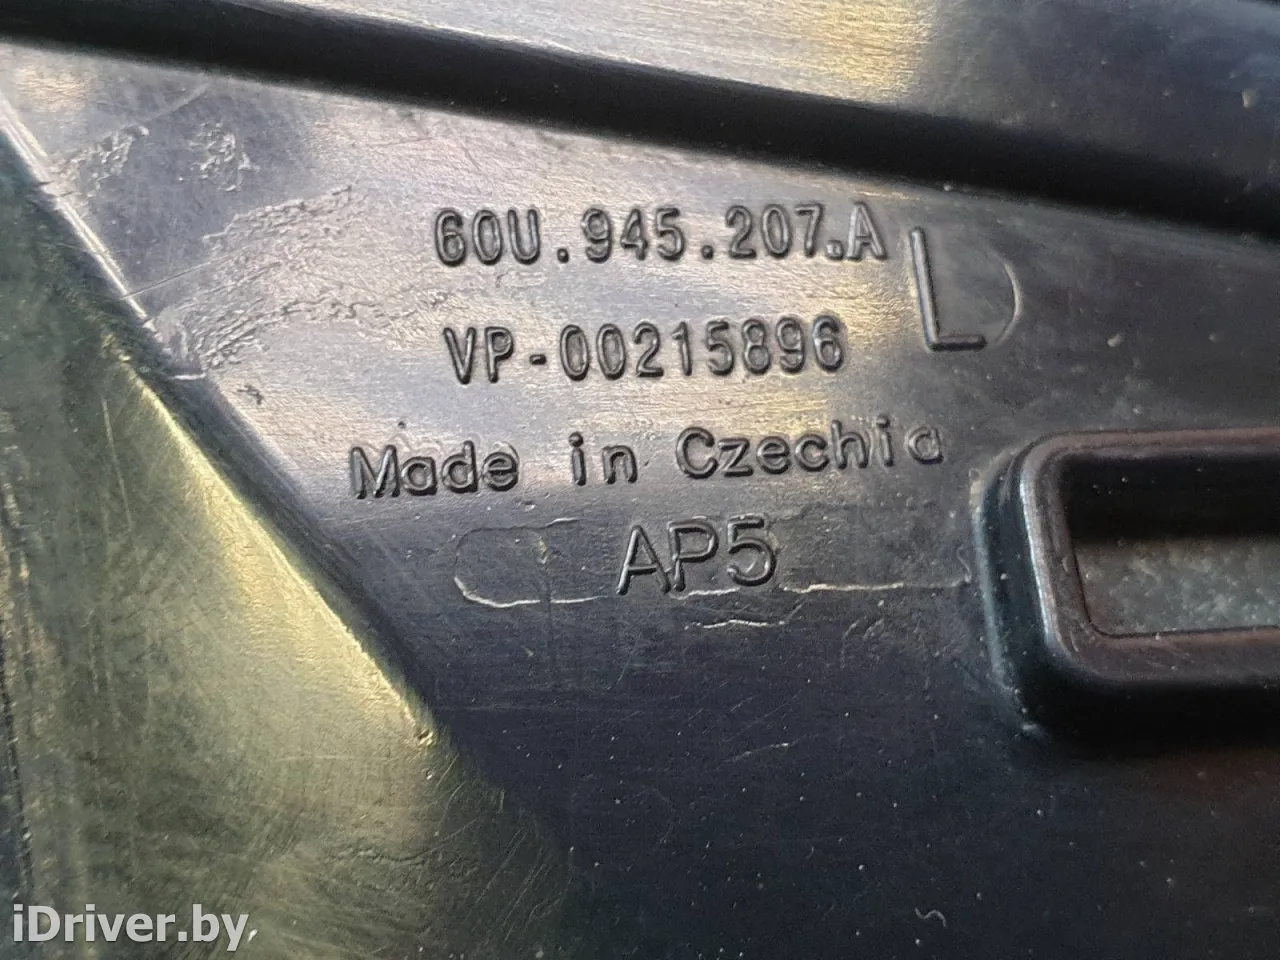 60U.945.207.A
L
VP-00215896
Made in Czechia
AP5
iDriver.by,